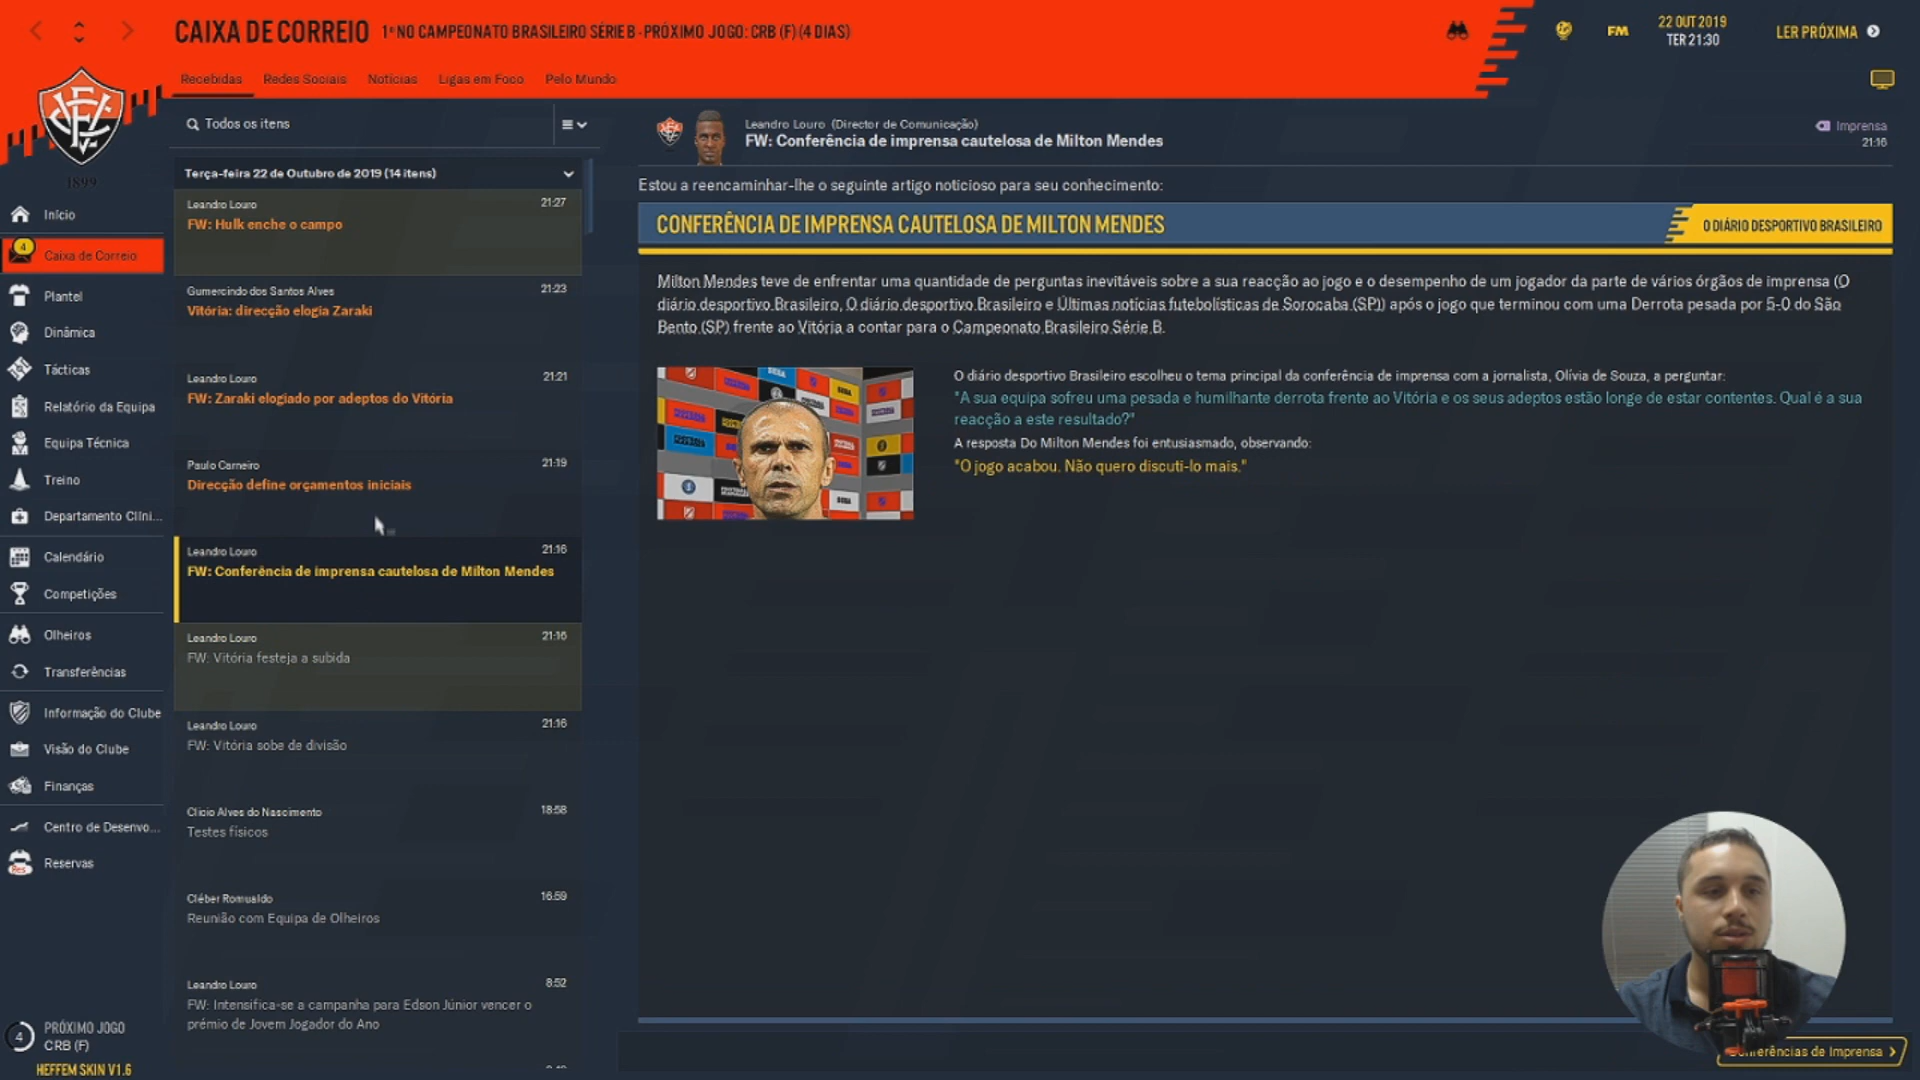 CAIXA DE CORREIO
1º NO CAMPEONATO BRASILEIRO SÉRIE B - PRÓXIMO JOGO: CRB (F) (4 DIAS)
FM
22 OUT 2019
TER 21:30
LER PRÓXIMA
Recebidas
Redes Sociais
Notícias
Ligas em Foco
Pelo Mundo
1899
Início
4
Caixa de Correio
Plantel
Dinâmica
Tácticas
Relatório da Equipa
Equipa Técnica
Treino
Departamento Clíni...
Calendário
Competições
Olheiros
Transferências
Informação do Clube
Visão do Clube
Finanças
Centro de Desenvo...
Reservas
4
PRÓXIMO JOGO
CRB (F)
HEFFEM SKIN V1.6
Todos os itens
Terça-feira 22 de Outubro de 2019 (14 itens)
Leandro Louro 21:27
FW: Hulk enche o campo
Gumercindo dos Santos Alves 21:23
Vitória: direcção elogia Zaraki
Leandro Louro 21:21
FW: Zaraki elogiado por adeptos do Vitória
Paulo Carneiro 21:19
Direcção define orçamentos iniciais
Leandro Louro 21:16
FW: Conferência de imprensa cautelosa de Milton Mendes
Leandro Louro 21:16
FW: Vitória festeja a subida
Leandro Louro 21:16
FW: Vitória sobe de divisão
Clicio Alves do Nascimento 18:58
Testes físicos
Cléber Romualdo 16:59
Reunião com Equipa de Olheiros
Leandro Louro 8:52
FW: Intensifica-se a campanha para Edson Júnior vencer o
prémio de Jovem Jogador do Ano
Leandro Louro (Director de Comunicação)
FW: Conferência de imprensa cautelosa de Milton Mendes
Imprensa
21:16
Estou a reencaminhar-lhe o seguinte artigo noticioso para seu conhecimento:
CONFERÊNCIA DE IMPRENSA CAUTELOSA DE MILTON MENDES
O DIÁRIO DESPORTIVO BRASILEIRO
Milton Mendes teve de enfrentar uma quantidade de perguntas inevitáveis sobre a sua reacção ao jogo e o desempenho de um jogador da parte de vários órgãos de imprensa (O
diário desportivo Brasileiro, O diário desportivo Brasileiro e Últimas notícias futebolísticas de Sorocaba (SP)) após o jogo que terminou com uma Derrota pesada por 5-0 do São
Bento (SP) frente ao Vitória a contar para o Campeonato Brasileiro Série B.
O diário desportivo Brasileiro escolheu o tema principal da conferência de imprensa com a jornalista, Olívia de Souza, a perguntar:
"A sua equipa sofreu uma pesada e humilhante derrota frente ao Vitória e os seus adeptos estão longe de estar contentes. Qual é a sua
reacção a este resultado?"
A resposta Do Milton Mendes foi entusiasmado, observando:
"O jogo acabou. Não quero discuti-lo mais."
Conferências de Imprensa